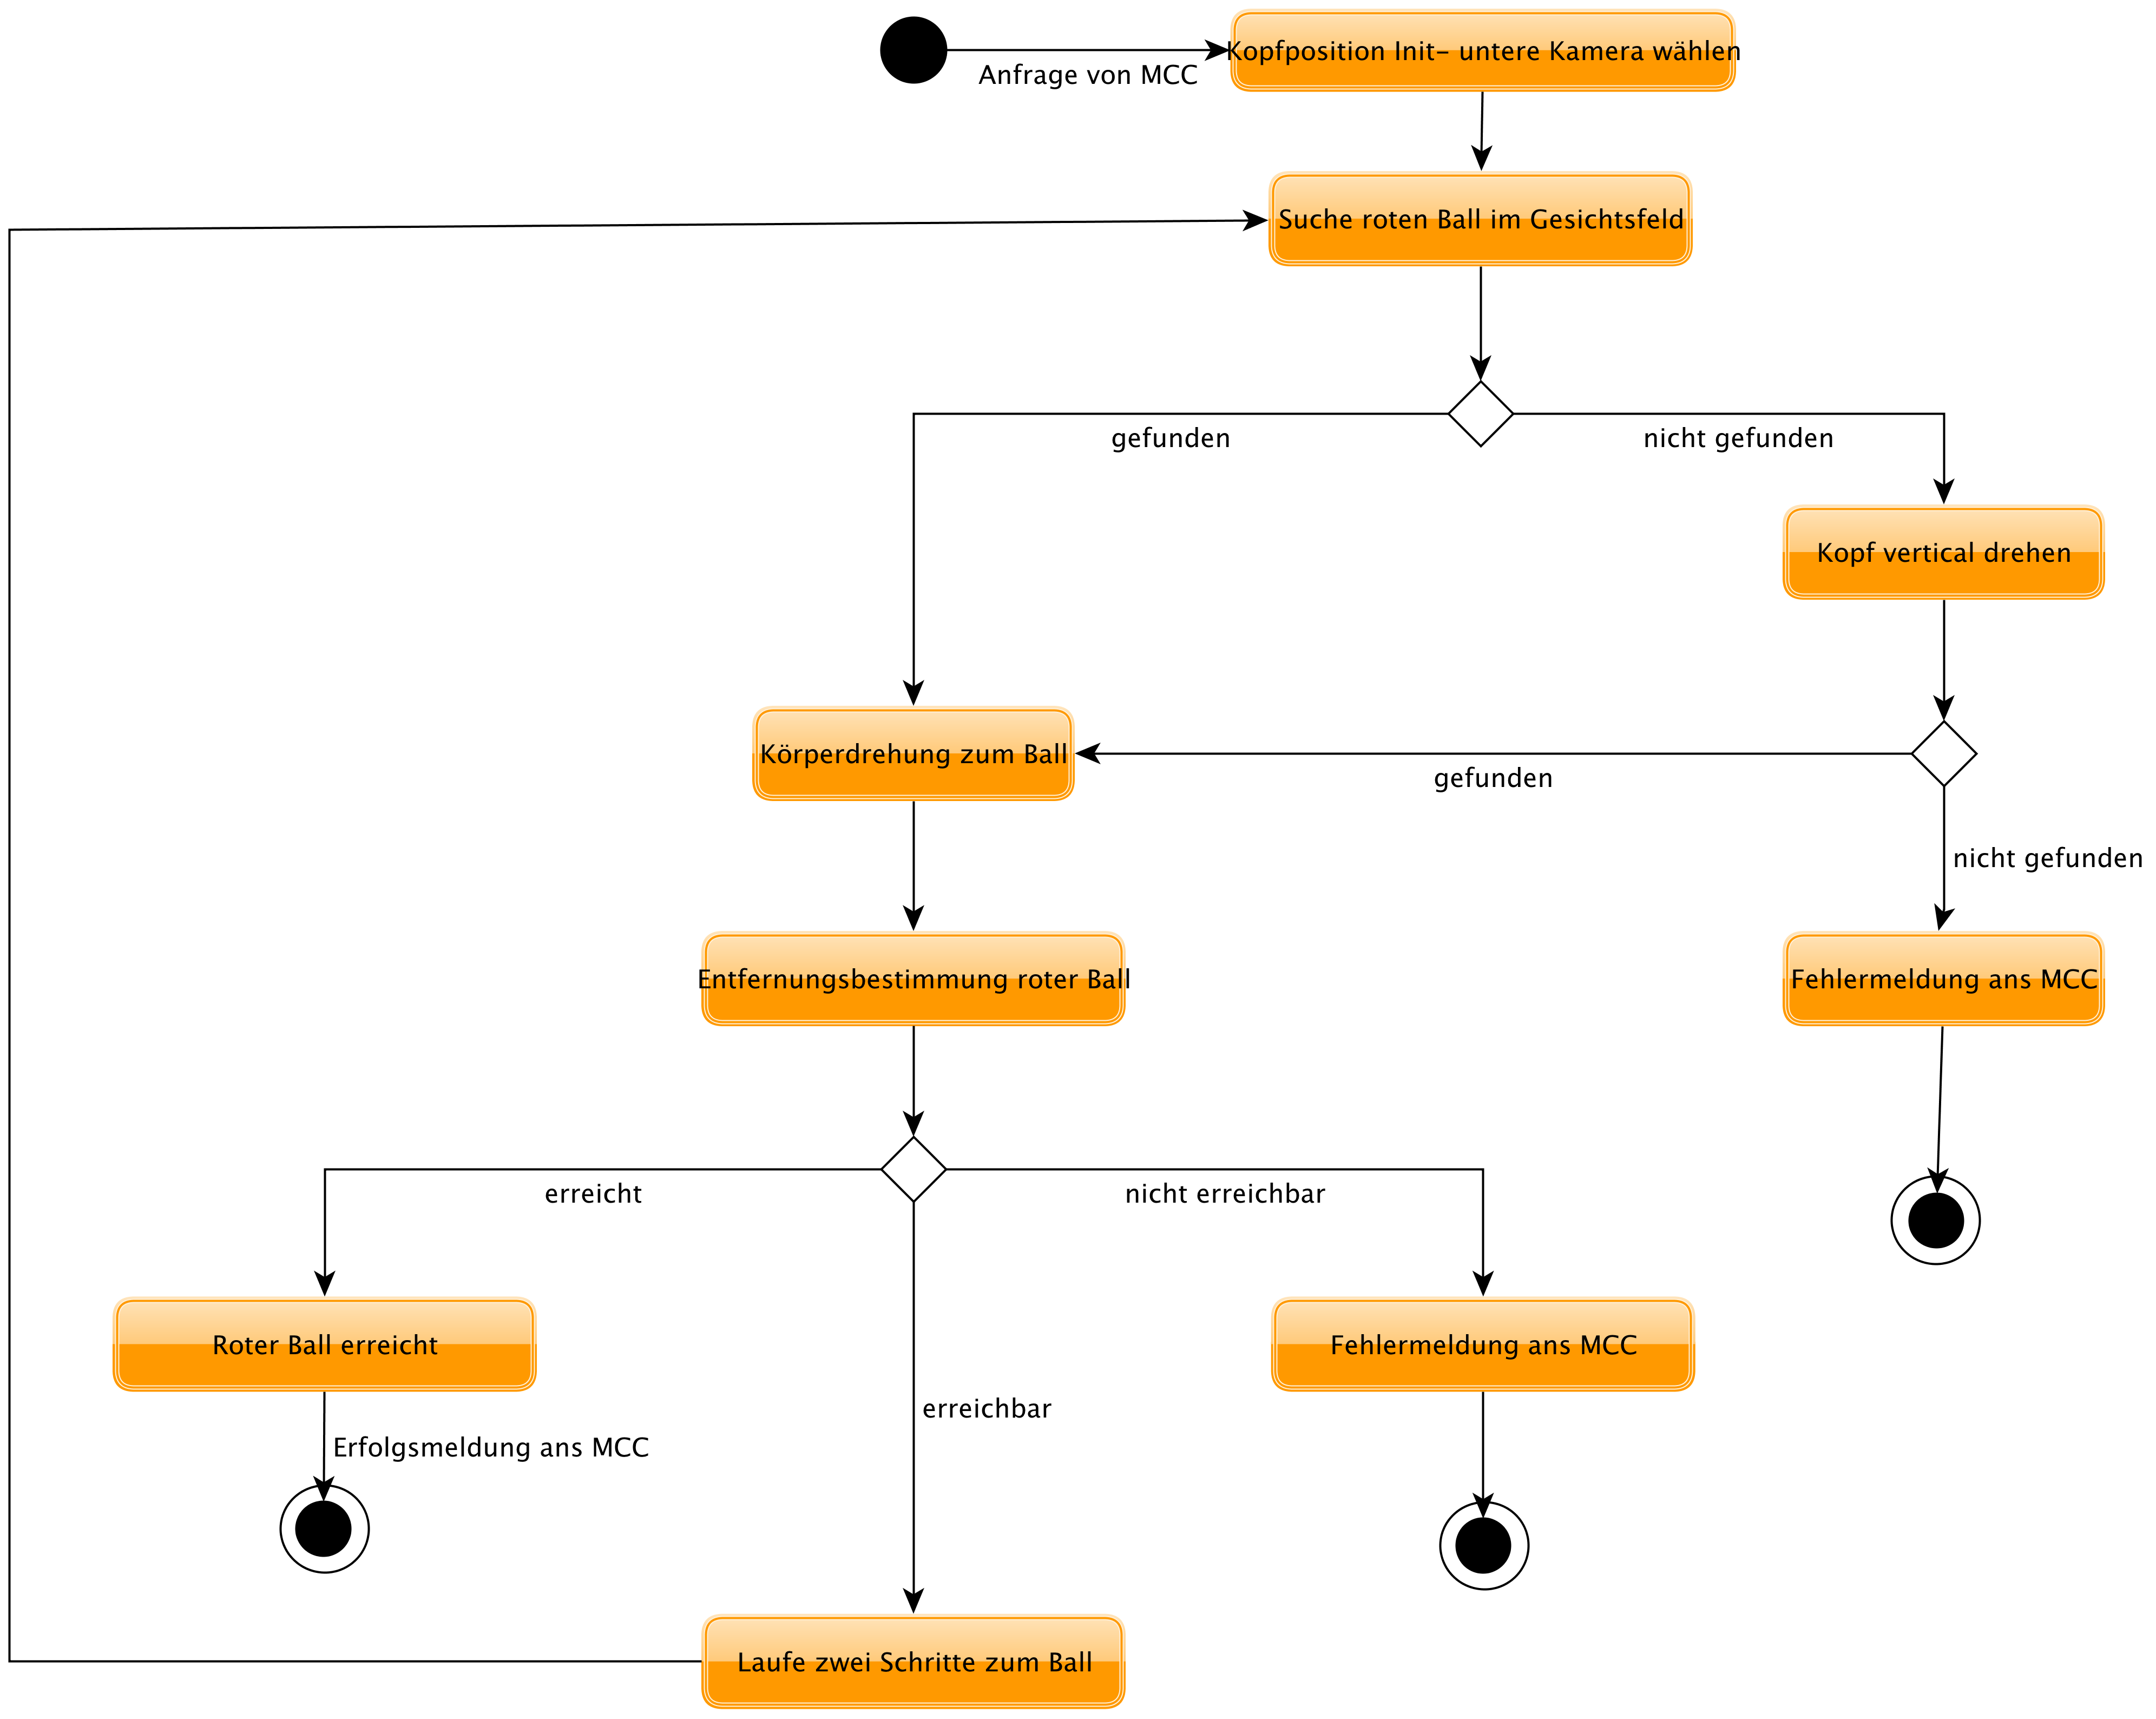 Kopfposition Init- untere Kamera wählen
Anfrage von MCC
Suche roten Ball im Gesichtsfeld
gefunden
nicht gefunden
Kopf vertical drehen
Körperdrehung zum Ball
gefunden
nicht gefunden
Entfernungsbestimmung roter Ball
Fehlermeldung ans MCC
erreicht
nicht erreichbar
Roter Ball erreicht
Fehlermeldung ans MCC
erreichbar
Erfolgsmeldung ans MCC
Laufe zwei Schritte zum Ball